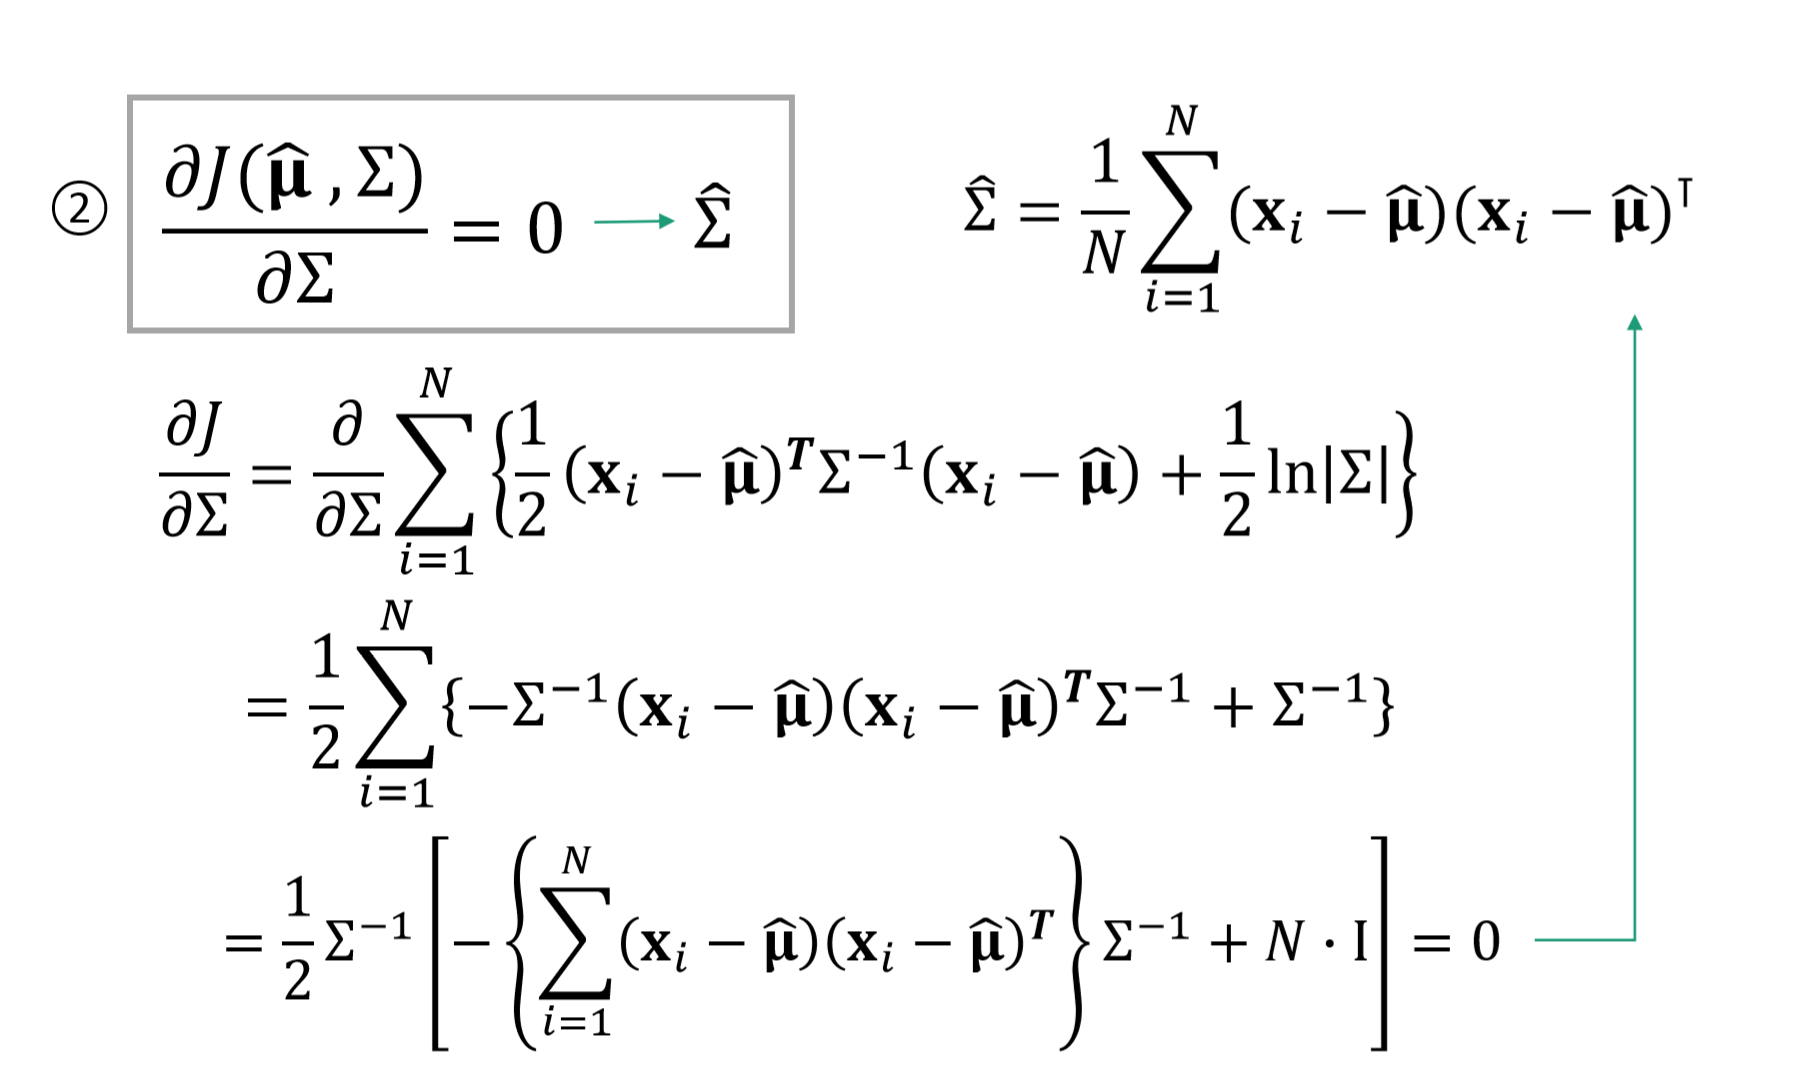 ② ∂J(μ̂ , Σ) / ∂Σ = 0 → Σ̂
Σ̂ = 1/N ∑_{i=1}^{N} (𝐱_i − μ̂)(𝐱_i − μ̂)^⊤
∂J/∂Σ = ∂/∂Σ ∑_{i=1}^{N} {1/2 (𝐱_i − μ̂)^T Σ^{−1}(𝐱_i − μ̂) + 1/2 ln|Σ|}
= 1/2 ∑_{i=1}^{N} {−Σ^{−1}(𝐱_i − μ̂)(𝐱_i − μ̂)^T Σ^{−1} + Σ^{−1}}
= 1/2 Σ^{−1} [−{∑_{i=1}^{N} (𝐱_i − μ̂)(𝐱_i − μ̂)^T} Σ^{−1} + N · I] = 0